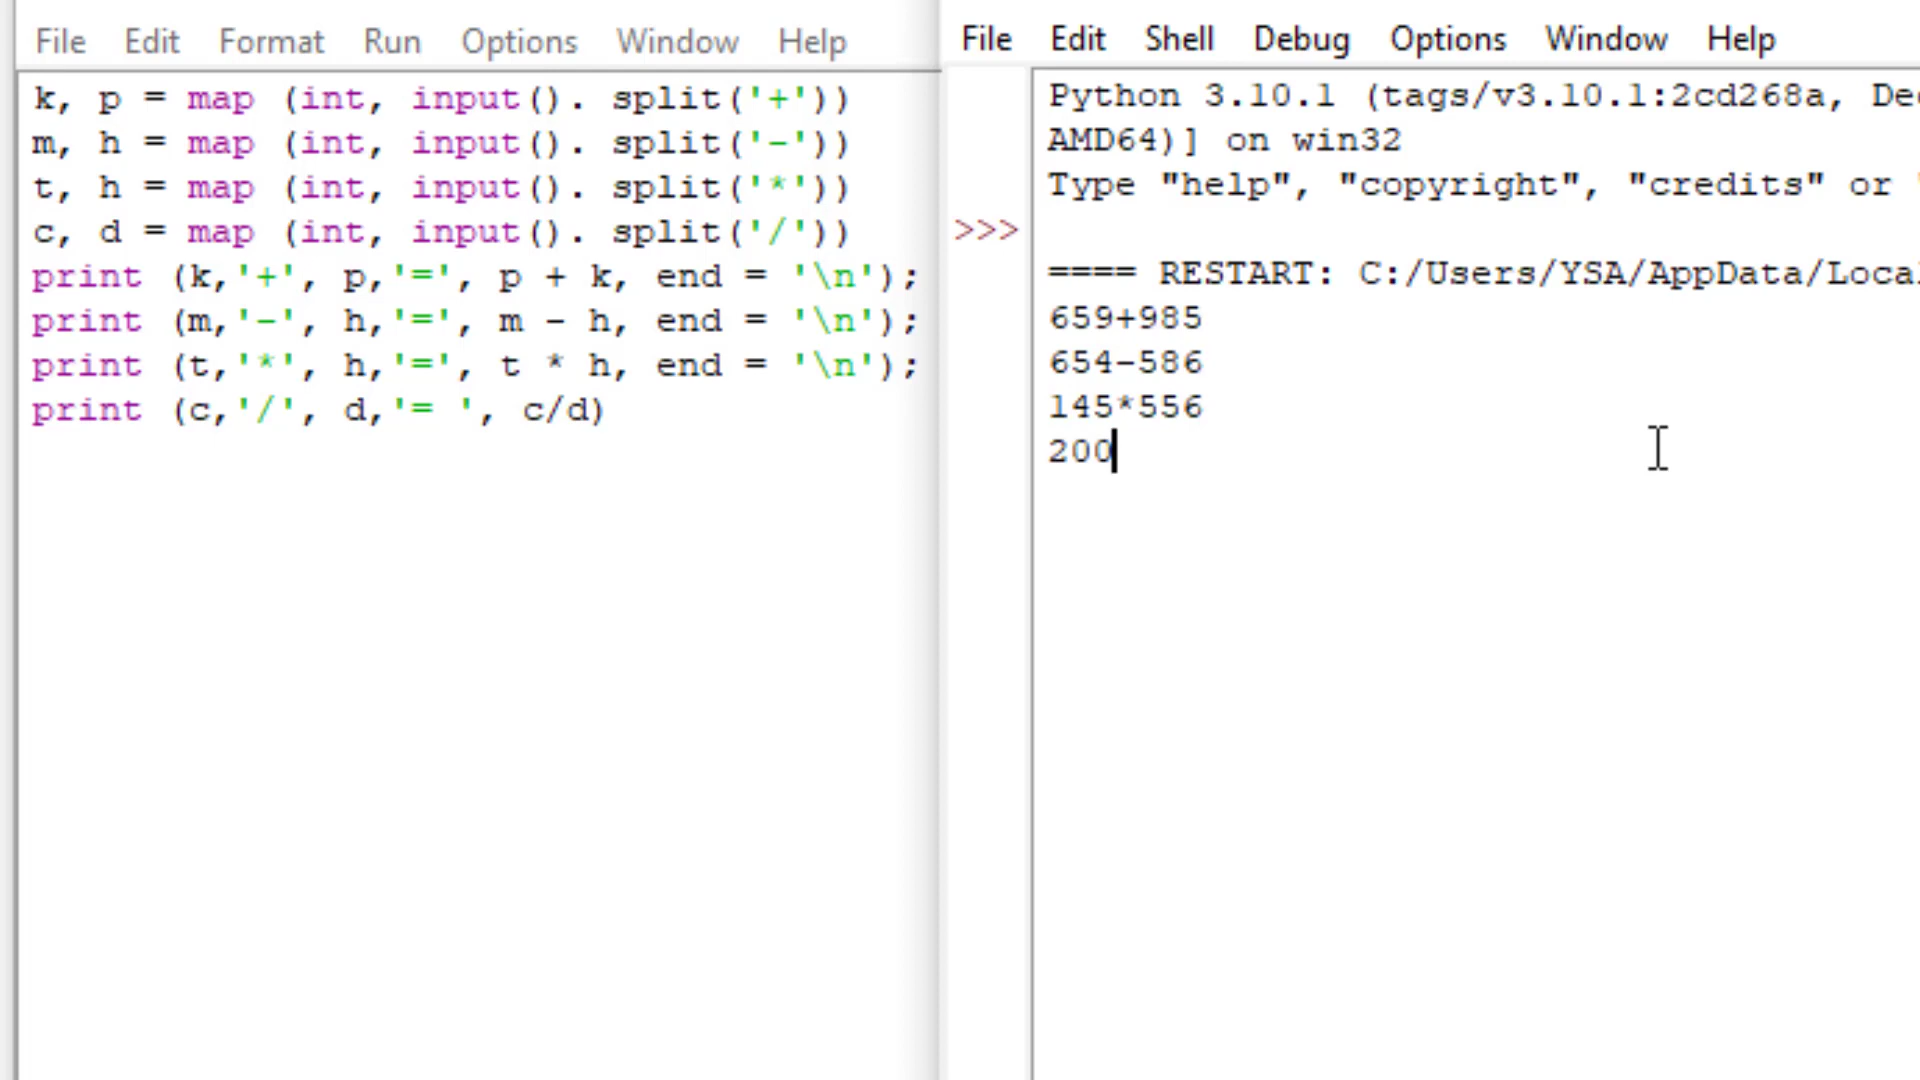 File Edit Format Run Options Window Help
k, p = map (int, input(). split('+'))
m, h = map (int, input(). split('-'))
t, h = map (int, input(). split('*'))
c, d = map (int, input(). split('/'))
print (k,'+', p,'=', p + k, end = '\n');
print (m,'-', h,'=', m - h, end = '\n');
print (t,'*', h,'=', t * h, end = '\n');
print (c,'/', d,'= ', c/d)
File Edit Shell Debug Options Window Help
Python 3.10.1 (tags/v3.10.1:2cd268a, De
AMD64)] on win32
Type "help", "copyright", "credits" or
>>>
==== RESTART: C:/Users/YSA/AppData/Loca
659+985
654-586
145*556
200